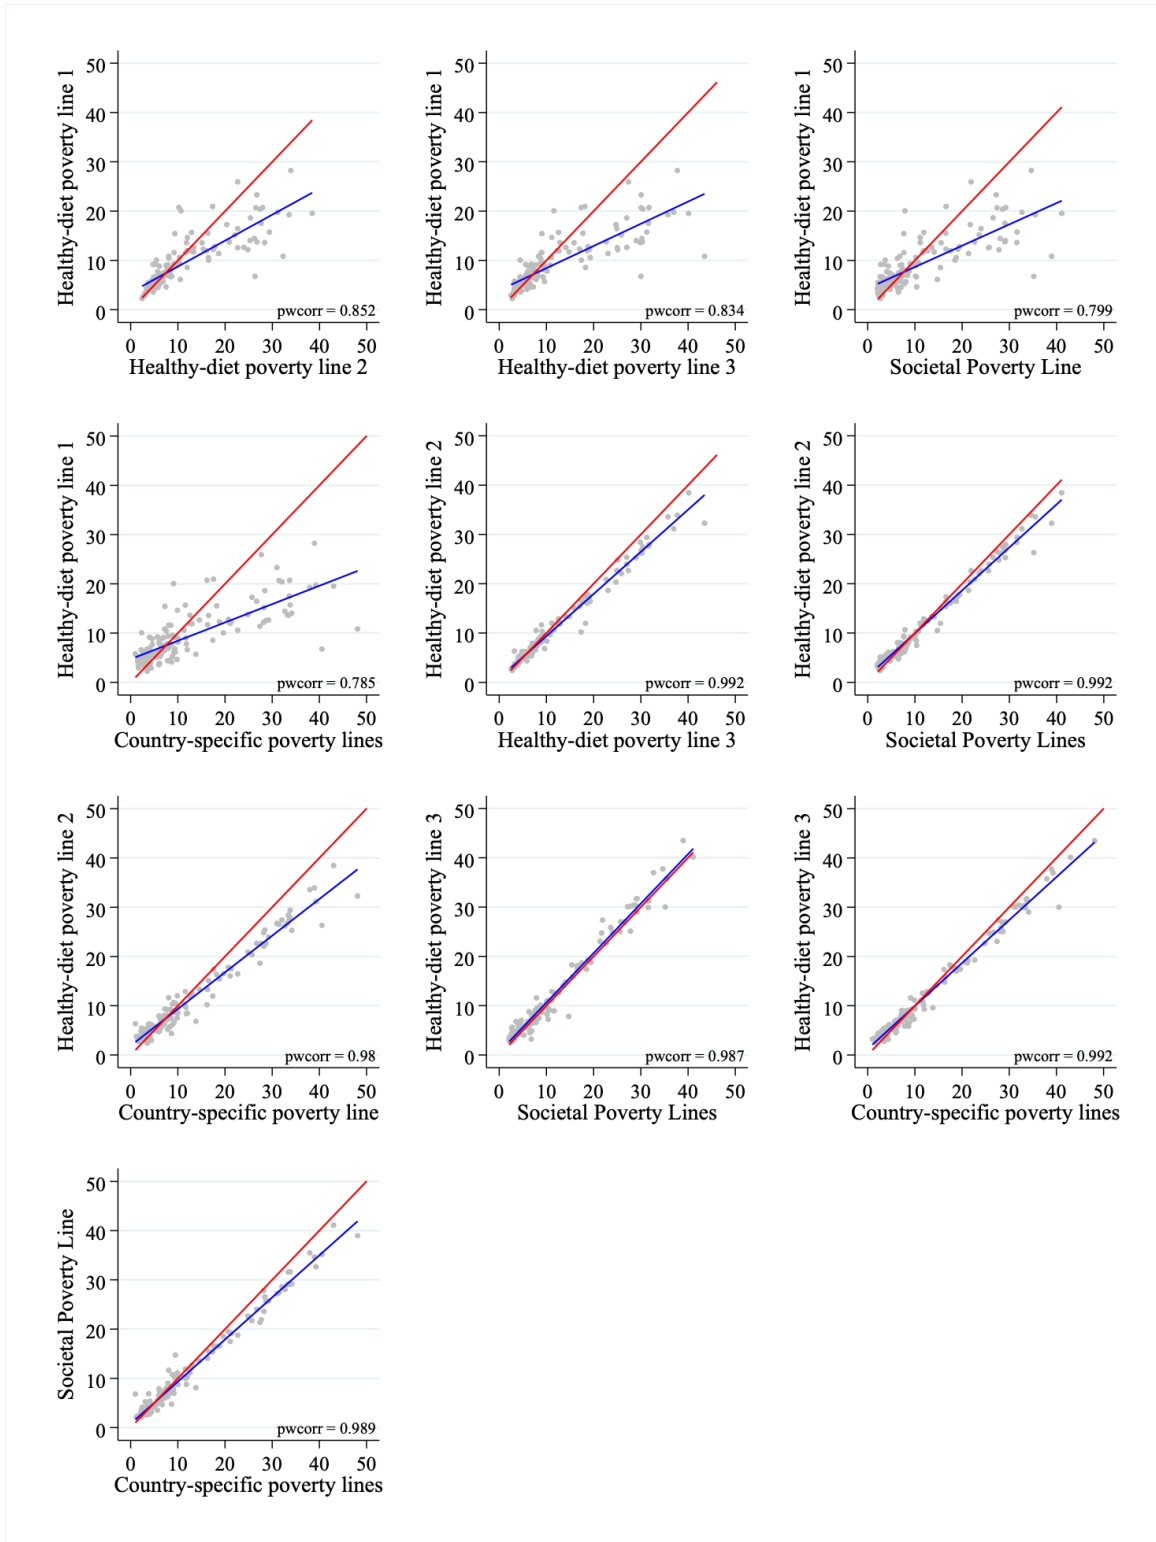 Healthy-diet poverty line 1
50
40
30
20
10
0
pwcorr = 0.852
0 10 20 30 40 50
Healthy-diet poverty line 2
Healthy-diet poverty line 1
50
40
30
20
10
0
pwcorr = 0.834
0 10 20 30 40 50
Healthy-diet poverty line 3
Healthy-diet poverty line 1
50
40
30
20
10
0
pwcorr = 0.799
0 10 20 30 40 50
Societal Poverty Line
Healthy-diet poverty line 1
50
40
30
20
10
0
pwcorr = 0.785
0 10 20 30 40 50
Country-specific poverty lines
Healthy-diet poverty line 2
50
40
30
20
10
0
pwcorr = 0.992
0 10 20 30 40 50
Healthy-diet poverty line 3
Healthy-diet poverty line 2
50
40
30
20
10
0
pwcorr = 0.992
0 10 20 30 40 50
Societal Poverty Lines
Healthy-diet poverty line 2
50
40
30
20
10
0
pwcorr = 0.98
0 10 20 30 40 50
Country-specific poverty line
Healthy-diet poverty line 3
50
40
30
20
10
0
pwcorr = 0.987
0 10 20 30 40 50
Societal Poverty Lines
Healthy-diet poverty line 3
50
40
30
20
10
0
pwcorr = 0.992
0 10 20 30 40 50
Country-specific poverty lines
Societal Poverty Line
50
40
30
20
10
0
pwcorr = 0.989
0 10 20 30 40 50
Country-specific poverty lines